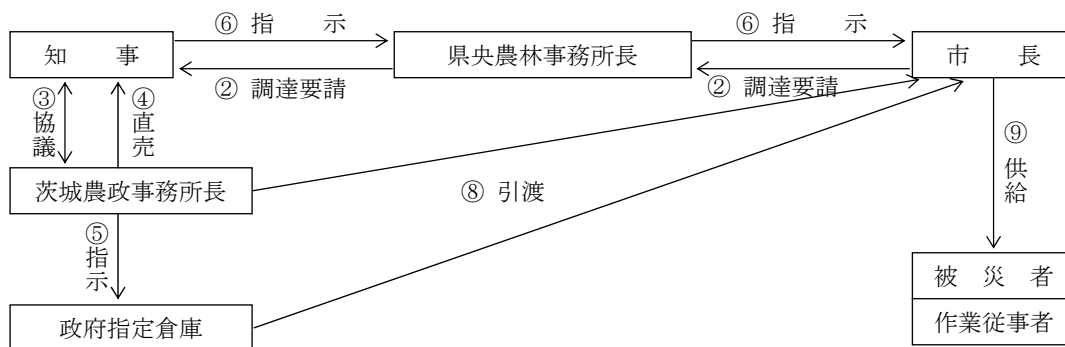 ⑥ 指　　示
⑥ 指　　示
知　　事
県央農林事務所長
市　　長
② 調達要請
② 調達要請
③協議
④直売
⑨供給
茨城農政事務所長
⑧ 引渡
⑤指示
被　災　者
政府指定倉庫
作業従事者